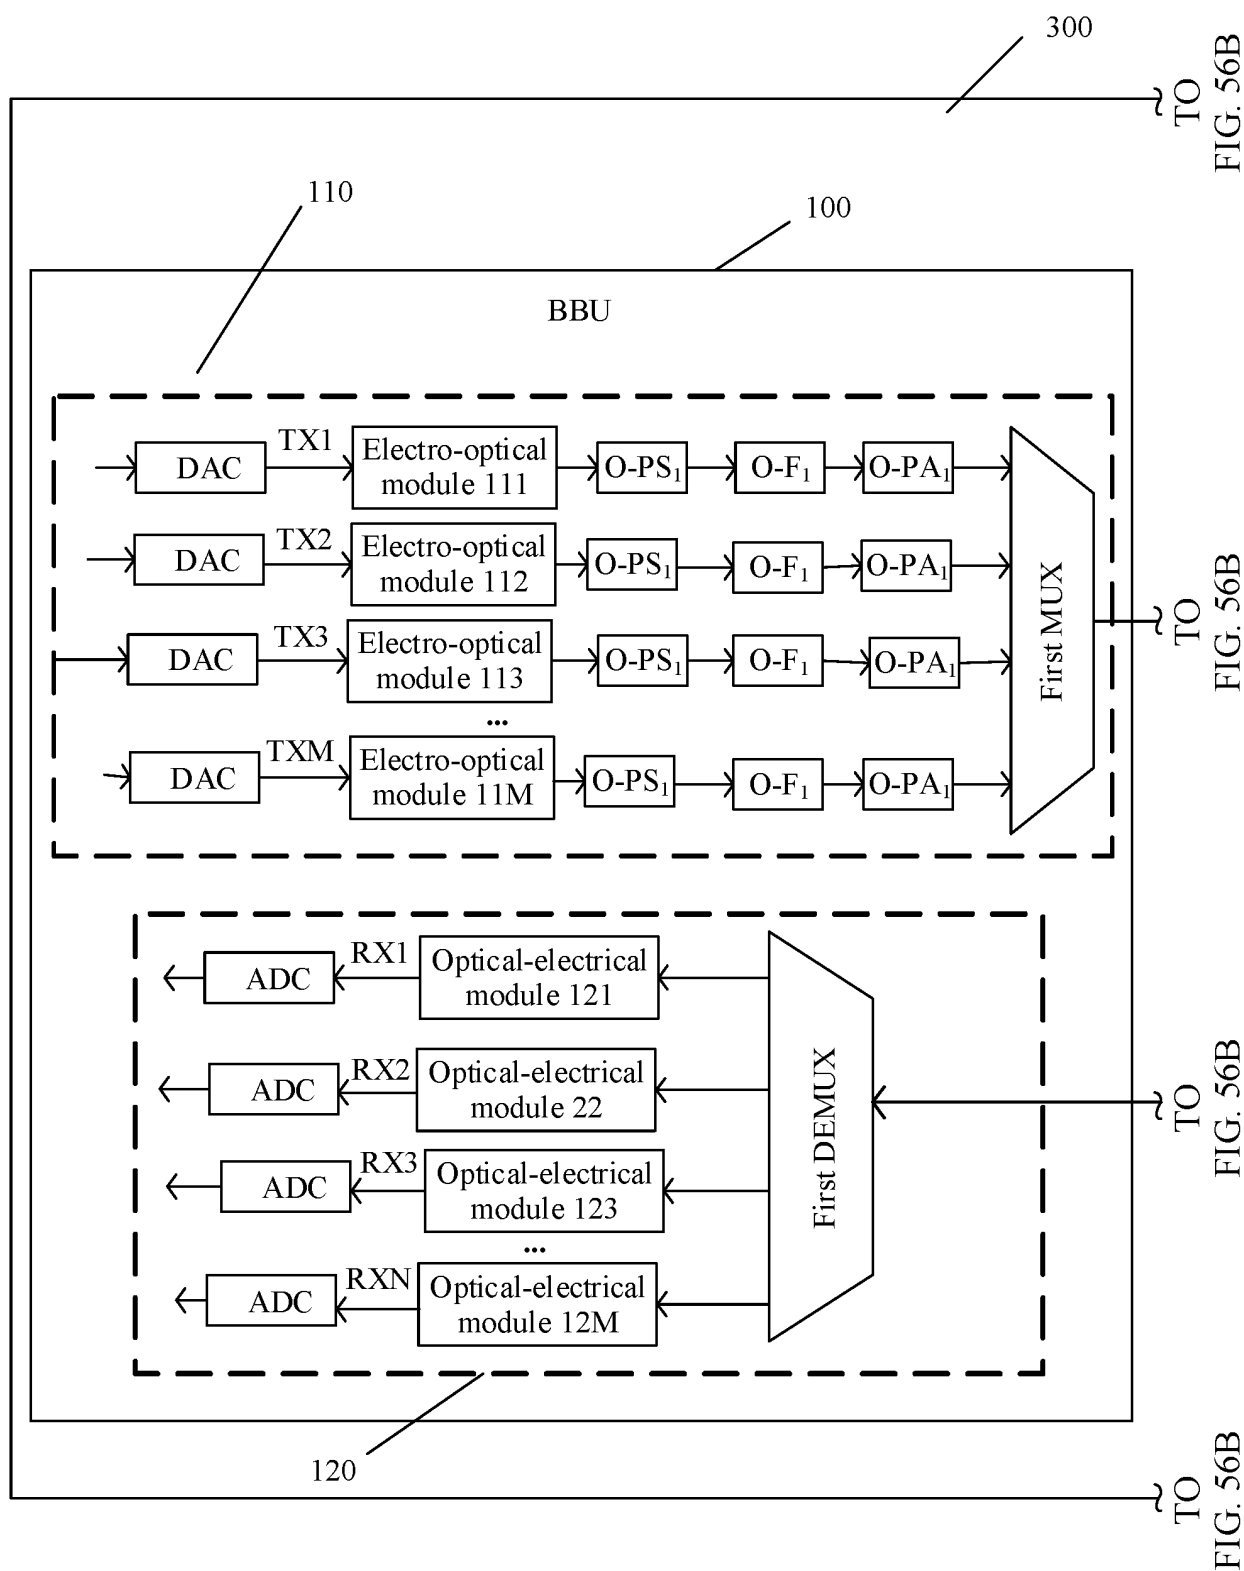 300
TO
FIG. 56B
110
100
BBU
DAC
TX1
Electro-optical
module 111
O-PS1
O-F1
O-PA1
DAC
TX2
Electro-optical
module 112
O-PS1
O-F1
O-PA1
DAC
TX3
Electro-optical
module 113
O-PS1
O-F1
O-PA1
...
DAC
TXM
Electro-optical
module 11M
O-PS1
O-F1
O-PA1
First MUX
TO
FIG. 56B
ADC
RX1
Optical-electrical
module 121
ADC
RX2
Optical-electrical
module 22
ADC
RX3
Optical-electrical
module 123
...
ADC
RXN
Optical-electrical
module 12M
First DEMUX
TO
FIG. 56B
120
TO
FIG. 56B